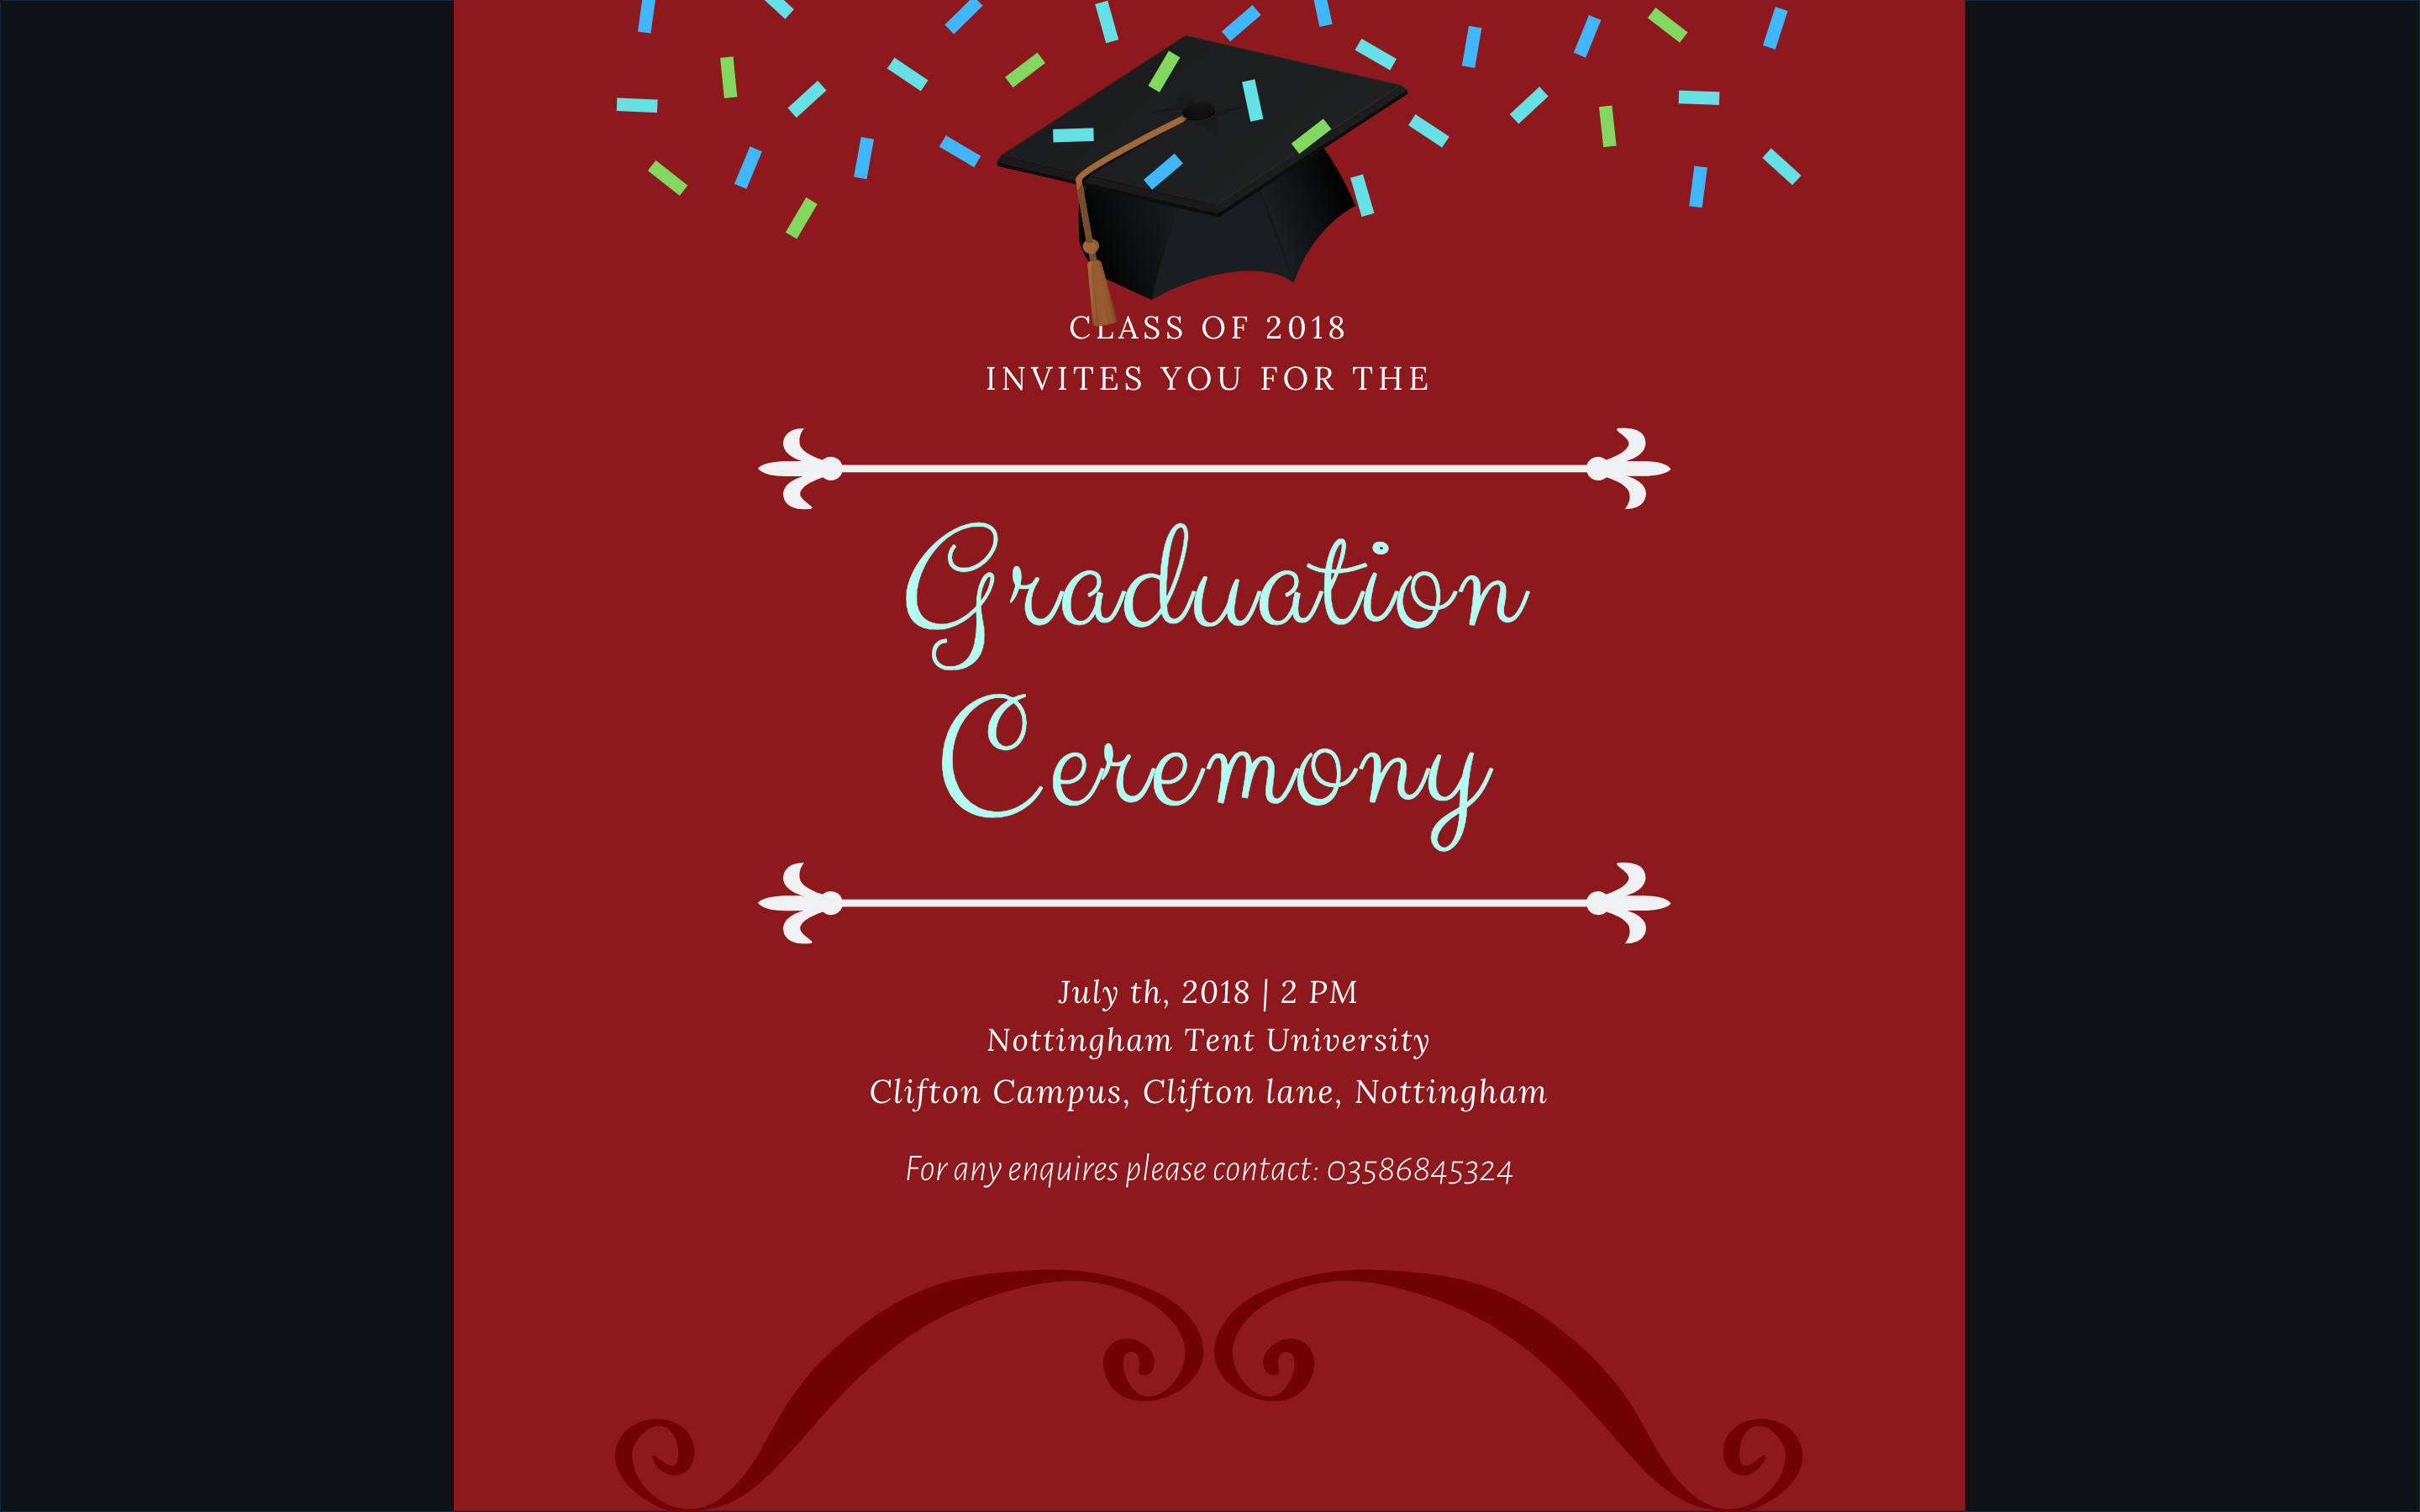 CLASS OF 2018
INVITES YOU FOR THE
Graduation
Ceremony
July th, 2018 | 2 PM
Nottingham Tent University
Clifton Campus, Clifton lane, Nottingham
For any enquires please contact: 03586845324